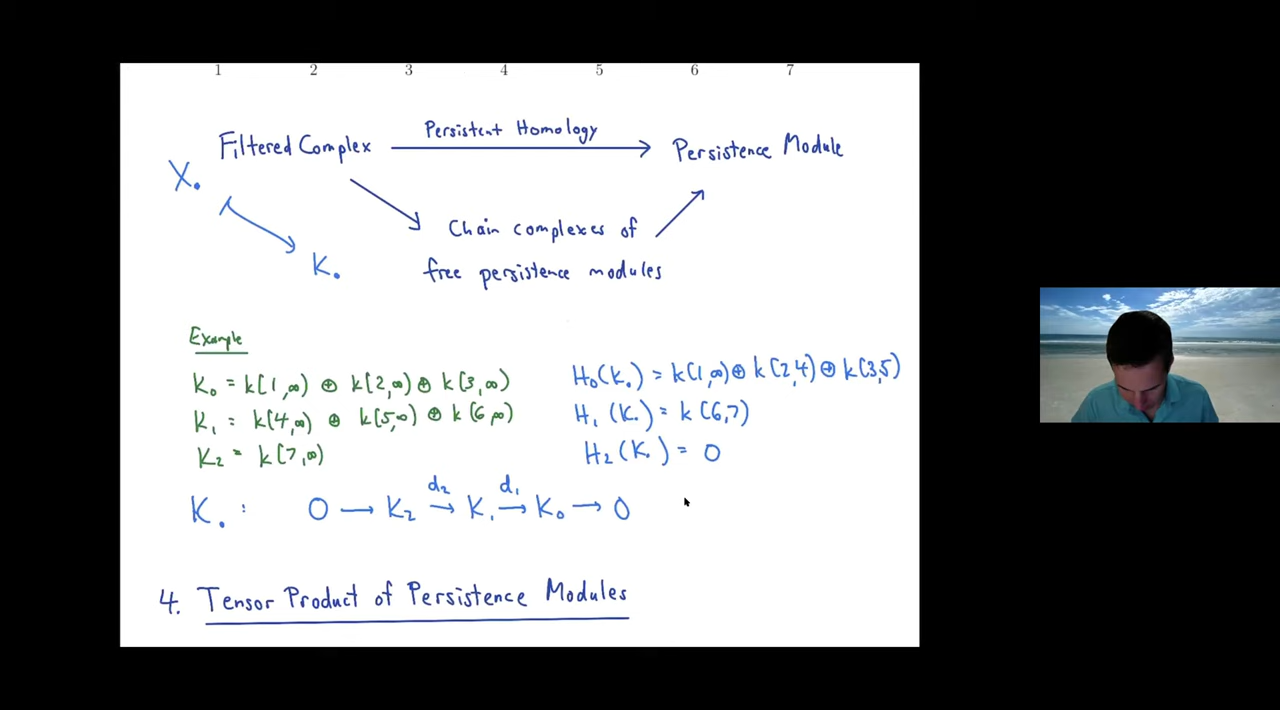 1 2 3 4 5 6 7
Filtered Complex
Persistent Homology
Persistence Module
X.
Chain complexes of
free persistence modules
K.
Example
K₀ = k[1,∞) ⊕ k[2,∞) ⊕ k[3,∞)
K₁ = k[4,∞) ⊕ k[5,∞) ⊕ k[6,∞)
K₂ = k[7,∞)
H₀(K.) = k[1,∞) ⊕ k[2,4) ⊕ k[3,5)
H₁(K.) = k[6,7)
H₂(K.) = 0
K. : 0 → K₂ →d₂ K₁ →d₁ K₀ → 0
4. Tensor Product of Persistence Modules